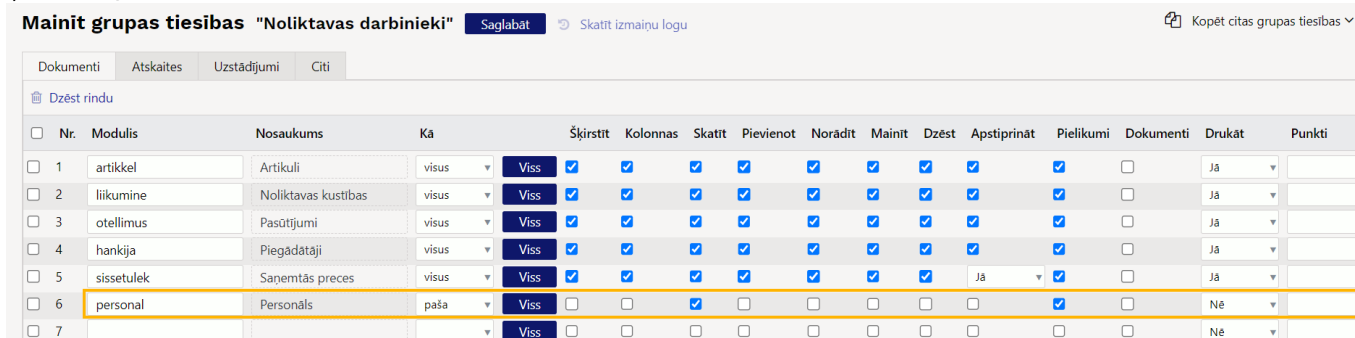 Mainīt grupas tiesības "Noliktavas darbinieki" Saglabāt Skatīt izmaiņu logu Kopēt citas grupas tiesības
Dokumenti Atskaites Uzstādījumi Citi
Dzēst rindu
Nr. Modulis Nosaukums Kā Šķirstīt Kolonnas Skatīt Pievienot Norādīt Mainīt Dzēst Apstiprināt Pielikumi Dokumenti Drukāt Punkti
1 artikkel Artikuli visus Viss Jā
2 liikumine Noliktavas kustības visus Viss Jā
3 otellimus Pasūtījumi visus Viss Jā
4 hankija Piegādātāji visus Viss Jā
5 sissetulek Saņemtās preces visus Viss Jā Jā
6 personal Personāls paša Viss Nē
7 Viss Nē